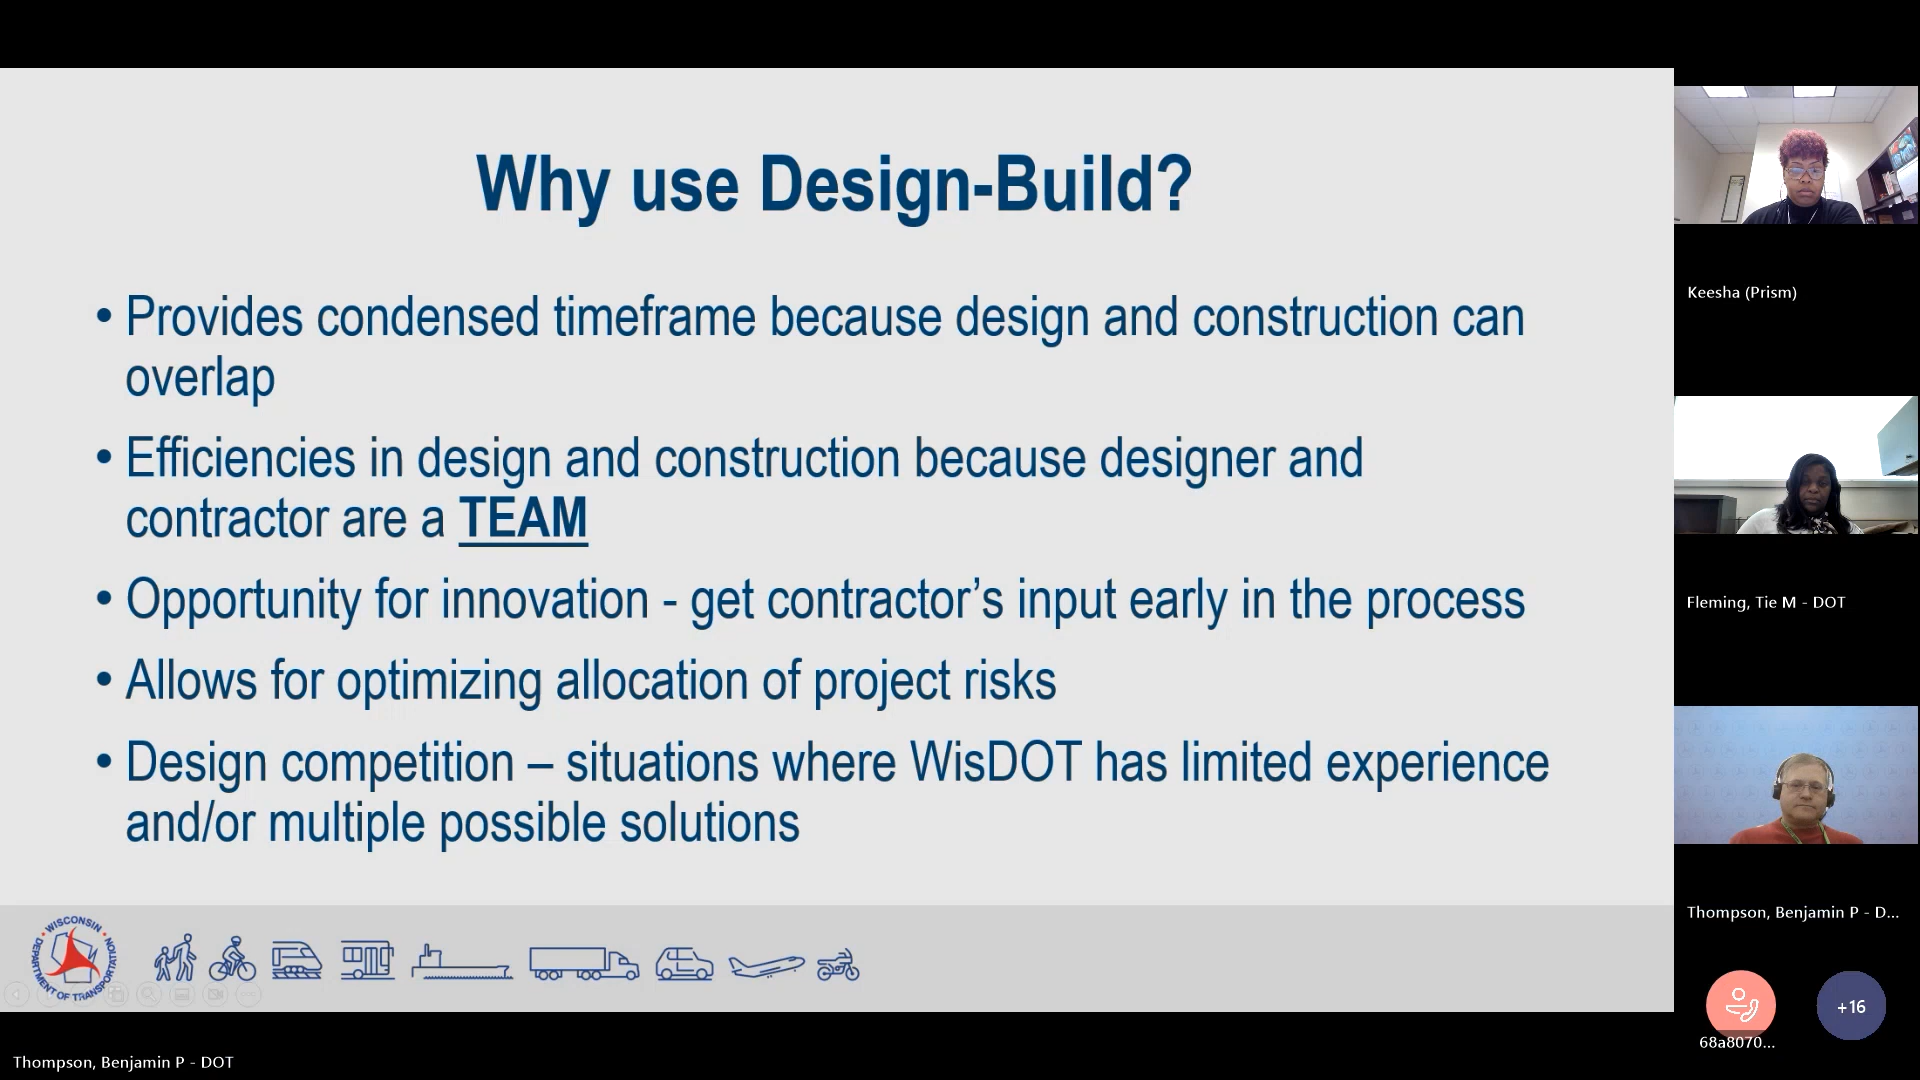 Why use Design-Build?
• Provides condensed timeframe because design and construction can
overlap
• Efficiencies in design and construction because designer and
contractor are a TEAM
• Opportunity for innovation - get contractor’s input early in the process
• Allows for optimizing allocation of project risks
• Design competition – situations where WisDOT has limited experience
and/or multiple possible solutions
WISCONSIN
DEPARTMENT OF TRANSPORTATION
Thompson, Benjamin P - DOT
Keesha (Prism)
Fleming, Tie M - DOT
Thompson, Benjamin P - D...
+16
68a8070...